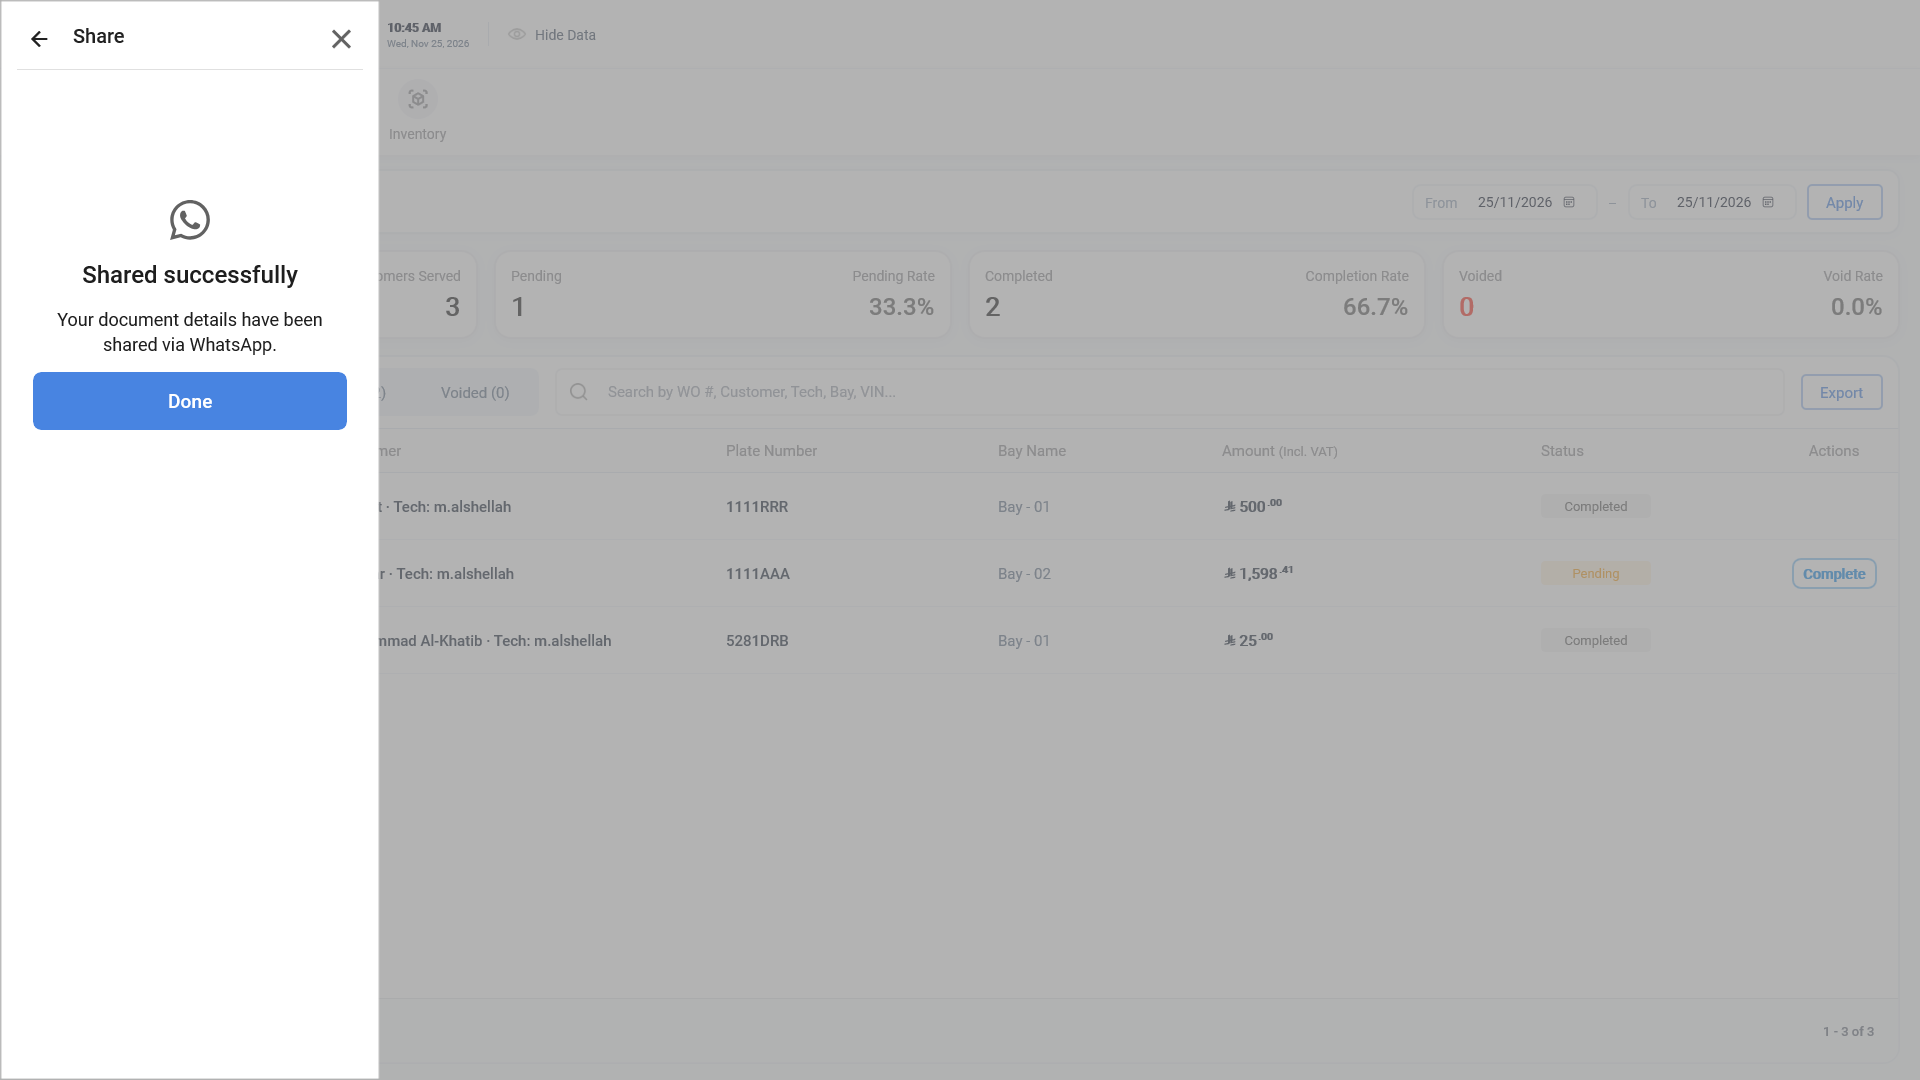 Share
Shared successfully
Your document details have been
shared via WhatsApp.
Done
10:45 AM
Wed, Nov 25, 2026
Hide Data
Inventory
From 25/11/2026 – To 25/11/2026 Apply
Served
3
Pending Pending Rate
1 33.3%
Completed Completion Rate
2 66.7%
Voided Void Rate
0 0.0%
Voided (0)
Search by WO #, Customer, Tech, Bay, VIN...
Export
Plate Number Bay Name Amount (Incl. VAT) Status Actions
· Tech: m.alshellah 1111RRR Bay - 01 500.00 Completed
· Tech: m.alshellah 1111AAA Bay - 02 1,598.41 Pending Complete
Al-Khatib · Tech: m.alshellah 5281DRB Bay - 01 25.00 Completed
1 - 3 of 3